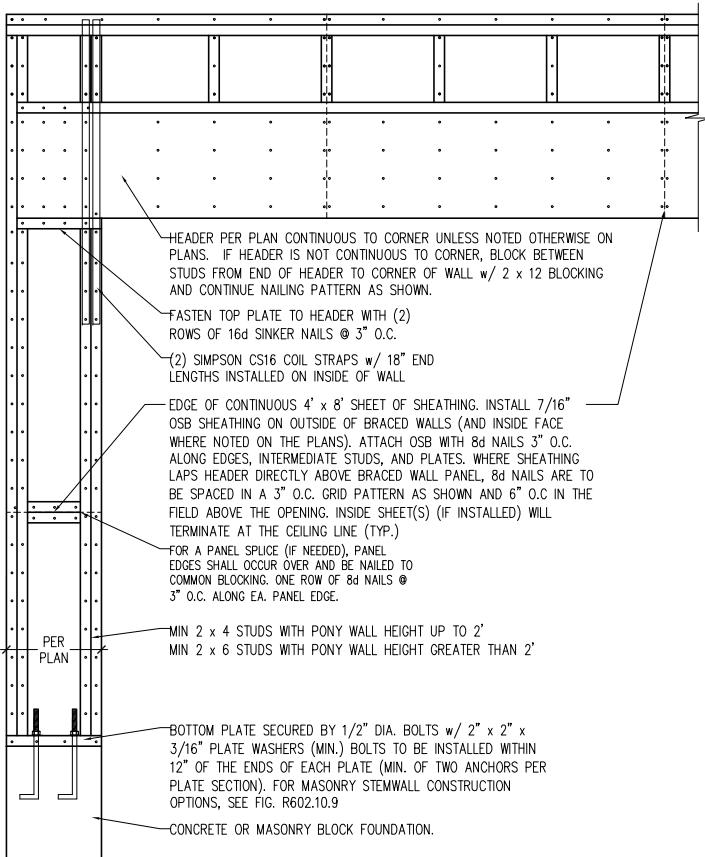 HEADER PER PLAN CONTINUOUS TO CORNER UNLESS NOTED OTHERWISE ON
PLANS. IF HEADER IS NOT CONTINUOUS TO CORNER, BLOCK BETWEEN
STUDS FROM END OF HEADER TO CORNER OF WALL w/ 2 x 12 BLOCKING
AND CONTINUE NAILING PATTERN AS SHOWN.
FASTEN TOP PLATE TO HEADER WITH (2)
ROWS OF 16d SINKER NAILS @ 3" O.C.
(2) SIMPSON CS16 COIL STRAPS w/ 18" END
LENGTHS INSTALLED ON INSIDE OF WALL
EDGE OF CONTINUOUS 4' x 8' SHEET OF SHEATHING. INSTALL 7/16"
OSB SHEATHING ON OUTSIDE OF BRACED WALLS (AND INSIDE FACE
WHERE NOTED ON THE PLANS). ATTACH OSB WITH 8d NAILS 3" O.C.
ALONG EDGES, INTERMEDIATE STUDS, AND PLATES. WHERE SHEATHING
LAPS HEADER DIRECTLY ABOVE BRACED WALL PANEL, 8d NAILS ARE TO
BE SPACED IN A 3" O.C. GRID PATTERN AS SHOWN AND 6" O.C IN THE
FIELD ABOVE THE OPENING. INSIDE SHEET(S) (IF INSTALLED) WILL
TERMINATE AT THE CEILING LINE (TYP.)
FOR A PANEL SPLICE (IF NEEDED), PANEL
EDGES SHALL OCCUR OVER AND BE NAILED TO
COMMON BLOCKING. ONE ROW OF 8d NAILS @
3" O.C. ALONG EA. PANEL EDGE.
PER
PLAN
MIN 2 x 4 STUDS WITH PONY WALL HEIGHT UP TO 2'
MIN 2 x 6 STUDS WITH PONY WALL HEIGHT GREATER THAN 2'
BOTTOM PLATE SECURED BY 1/2" DIA. BOLTS w/ 2" x 2" x
3/16" PLATE WASHERS (MIN.) BOLTS TO BE INSTALLED WITHIN
12" OF THE ENDS OF EACH PLATE (MIN. OF TWO ANCHORS PER
PLATE SECTION). FOR MASONRY STEMWALL CONSTRUCTION
OPTIONS, SEE FIG. R602.10.9
CONCRETE OR MASONRY BLOCK FOUNDATION.